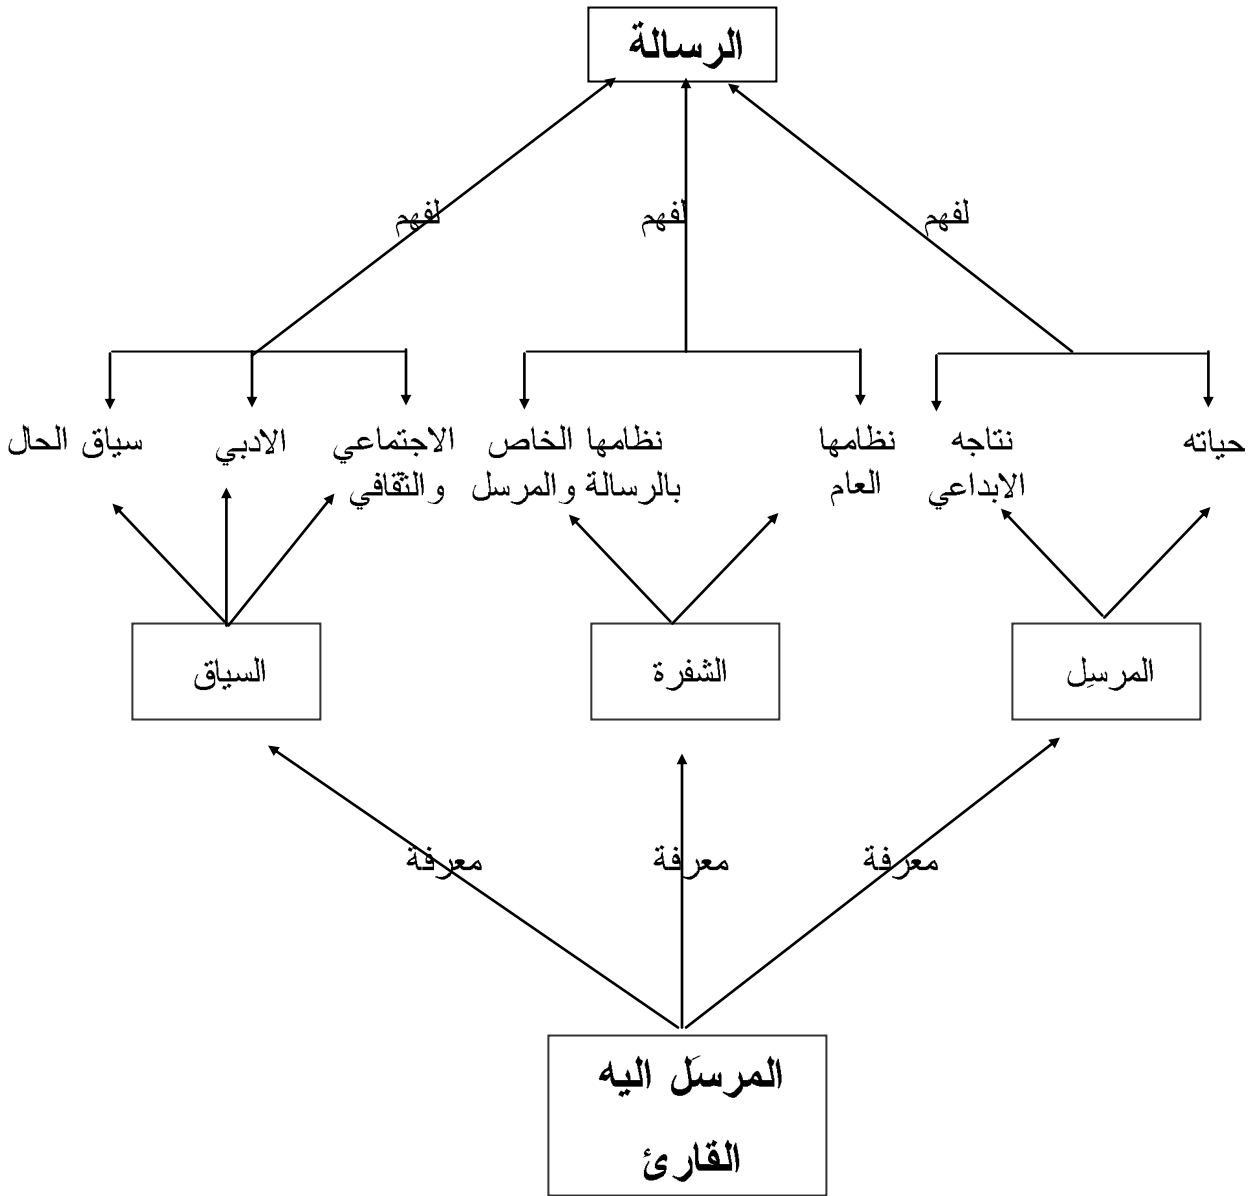 الرسالة
لفهم
لفهم
لفهم
حياته
نتاجه
الابداعي
نظامها
العام
نظامها الخاص
بالرسالة والمرسل
الاجتماعي
والثقافي
الادبي
سياق الحال
المرسِل
الشفرة
السياق
معرفة
معرفة
معرفة
المرسَل اليه
القارئ